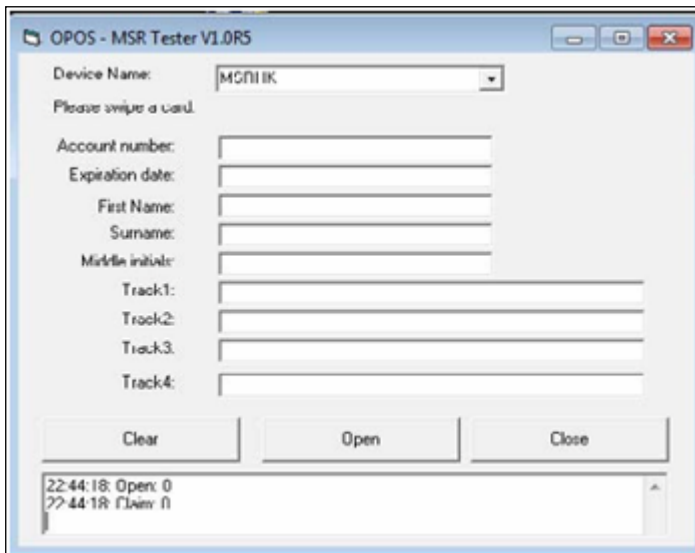 OPOS - MSR Tester V1.0R5
Device Name:
Please swipe a card.
Account number:
Expiration date:
First Name:
Surname:
Middle initials:
Track1:
Track2:
Track3:
Track4:
Clear Open Close
22:44:18: Open: 0
22:44:18: Claim: 0